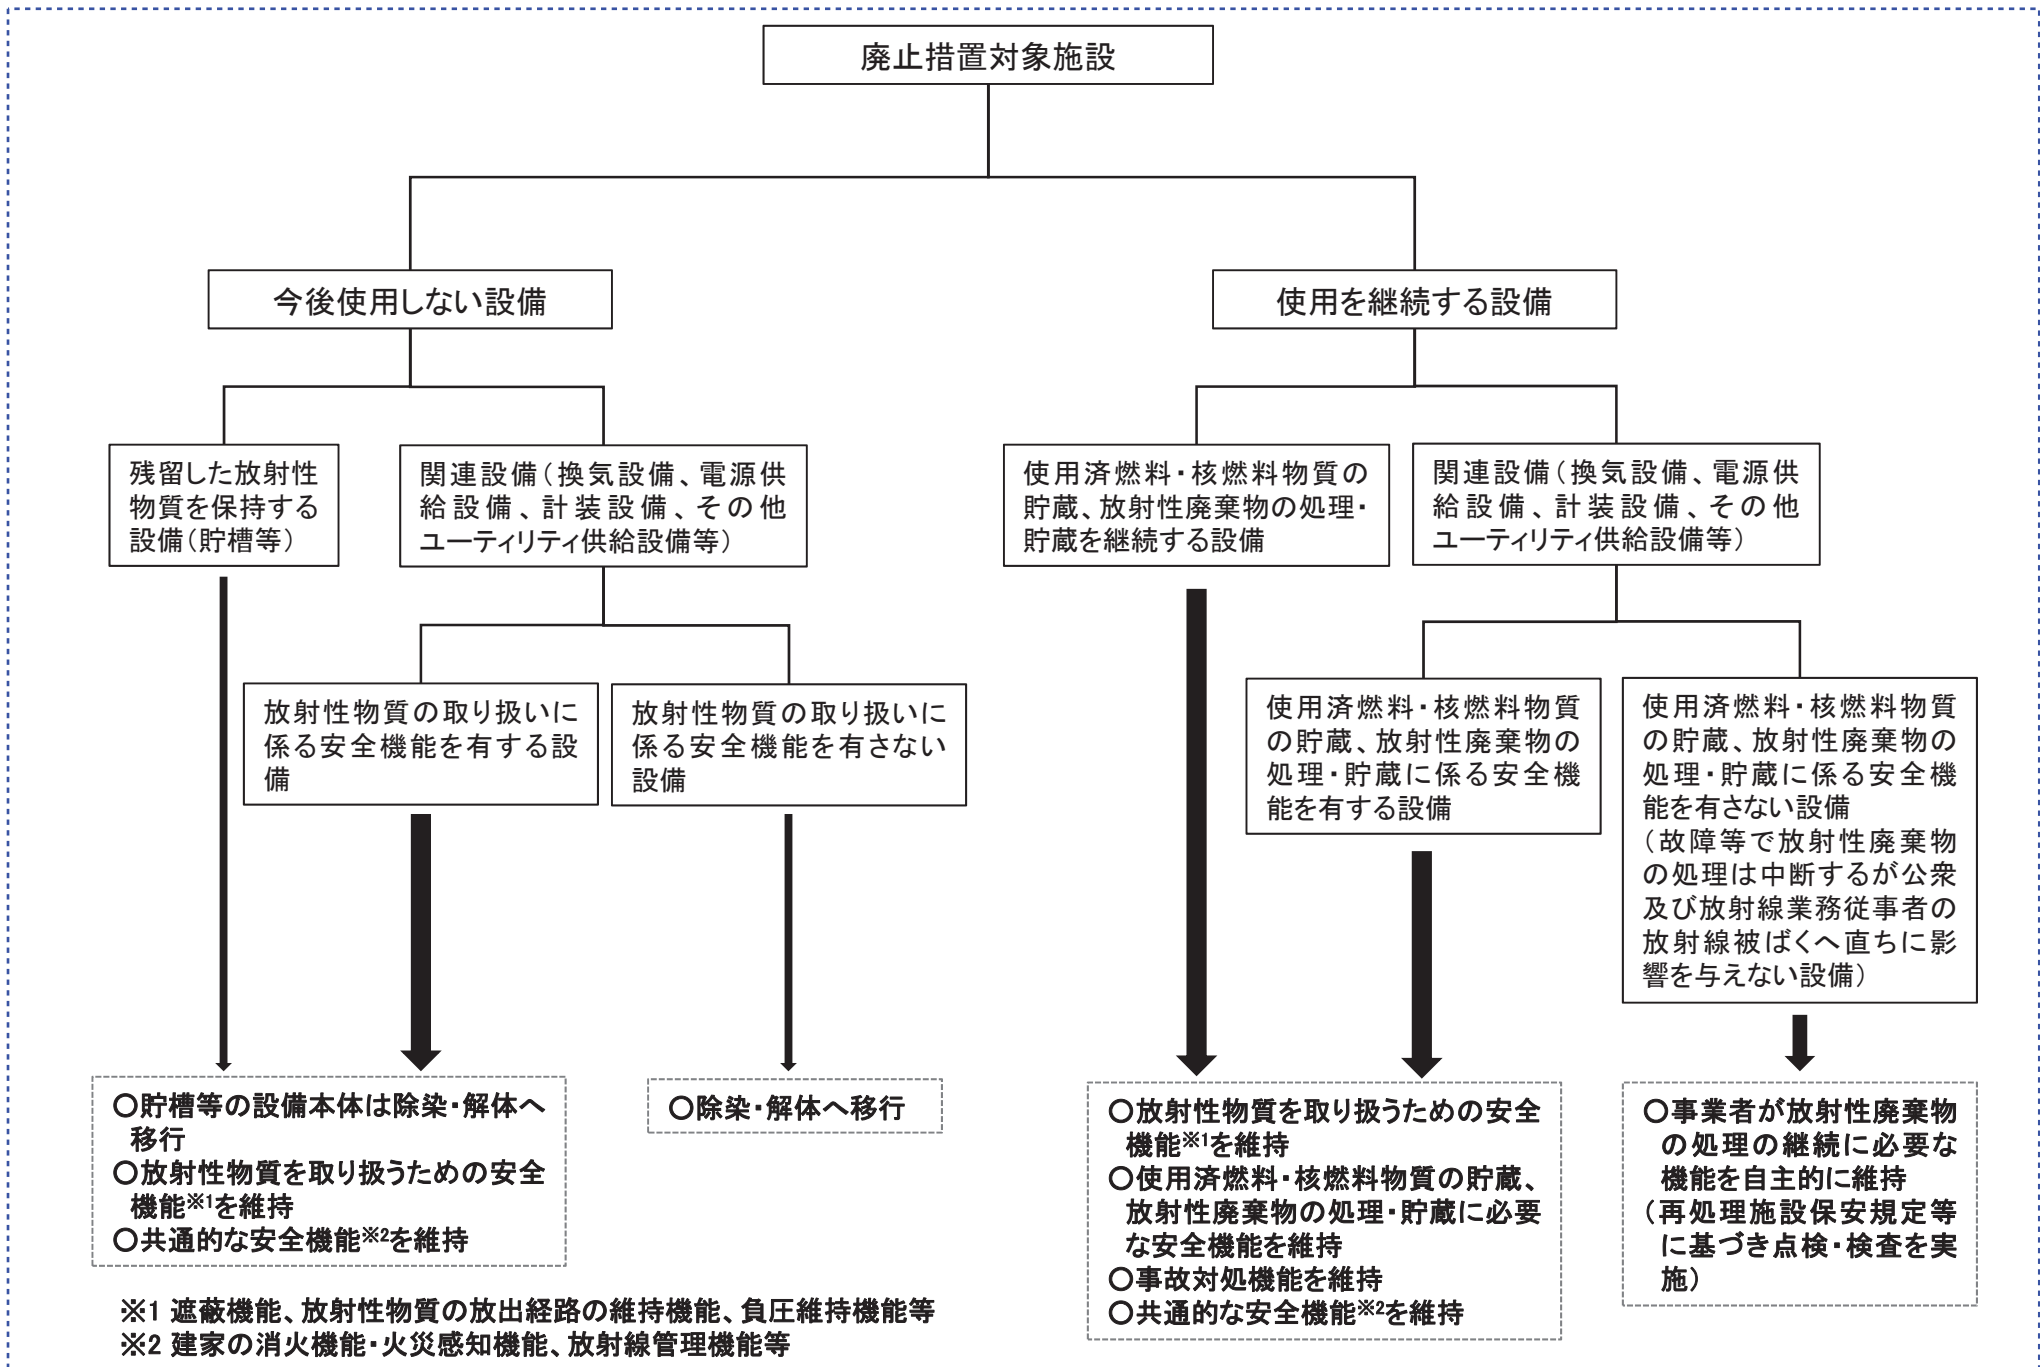 廃止措置対象施設
今後使用しない設備
使用を継続する設備
残留した放射性
物質を保持する
設備(貯槽等)
関連設備(換気設備、電源供
給設備、計装設備、その他
ユーティリティ供給設備等)
使用済燃料・核燃料物質の
貯蔵、放射性廃棄物の処理・
貯蔵を継続する設備
関連設備(換気設備、電源供
給設備、計装設備、その他
ユーティリティ供給設備等)
放射性物質の取り扱いに
係る安全機能を有する設
備
放射性物質の取り扱いに
係る安全機能を有さない
設備
使用済燃料・核燃料物質
の貯蔵、放射性廃棄物の
処理・貯蔵に係る安全機
能を有する設備
使用済燃料・核燃料物質
の貯蔵、放射性廃棄物の
処理・貯蔵に係る安全機
能を有さない設備
(故障等で放射性廃棄物
の処理は中断するが公衆
及び放射線業務従事者の
放射線被ばくへ直ちに影
響を与えない設備)
○貯槽等の設備本体は除染・解体へ
移行
○放射性物質を取り扱うための安全
機能※1を維持
○共通的な安全機能※2を維持
○除染・解体へ移行
○放射性物質を取り扱うための安全
機能※1を維持
○使用済燃料・核燃料物質の貯蔵、
放射性廃棄物の処理・貯蔵に必要
な安全機能を維持
○事故対処機能を維持
○共通的な安全機能※2を維持
○事業者が放射性廃棄物
の処理の継続に必要な
機能を自主的に維持
(再処理施設保安規定等
に基づき点検・検査を実
施)
※1 遮蔽機能、放射性物質の放出経路の維持機能、負圧維持機能等
※2 建家の消火機能・火災感知機能、放射線管理機能等